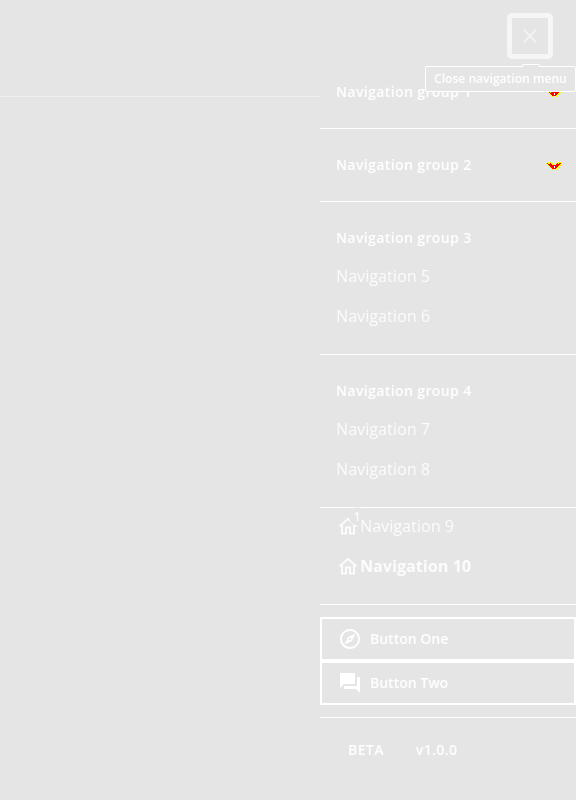 Close navigation menu
Navigation group 1
Navigation group 2
Navigation group 3
Navigation 5
Navigation 6
Navigation group 4
Navigation 7
Navigation 8
1
Navigation 9
Navigation 10
Button One
Button Two
BETA v1.0.0